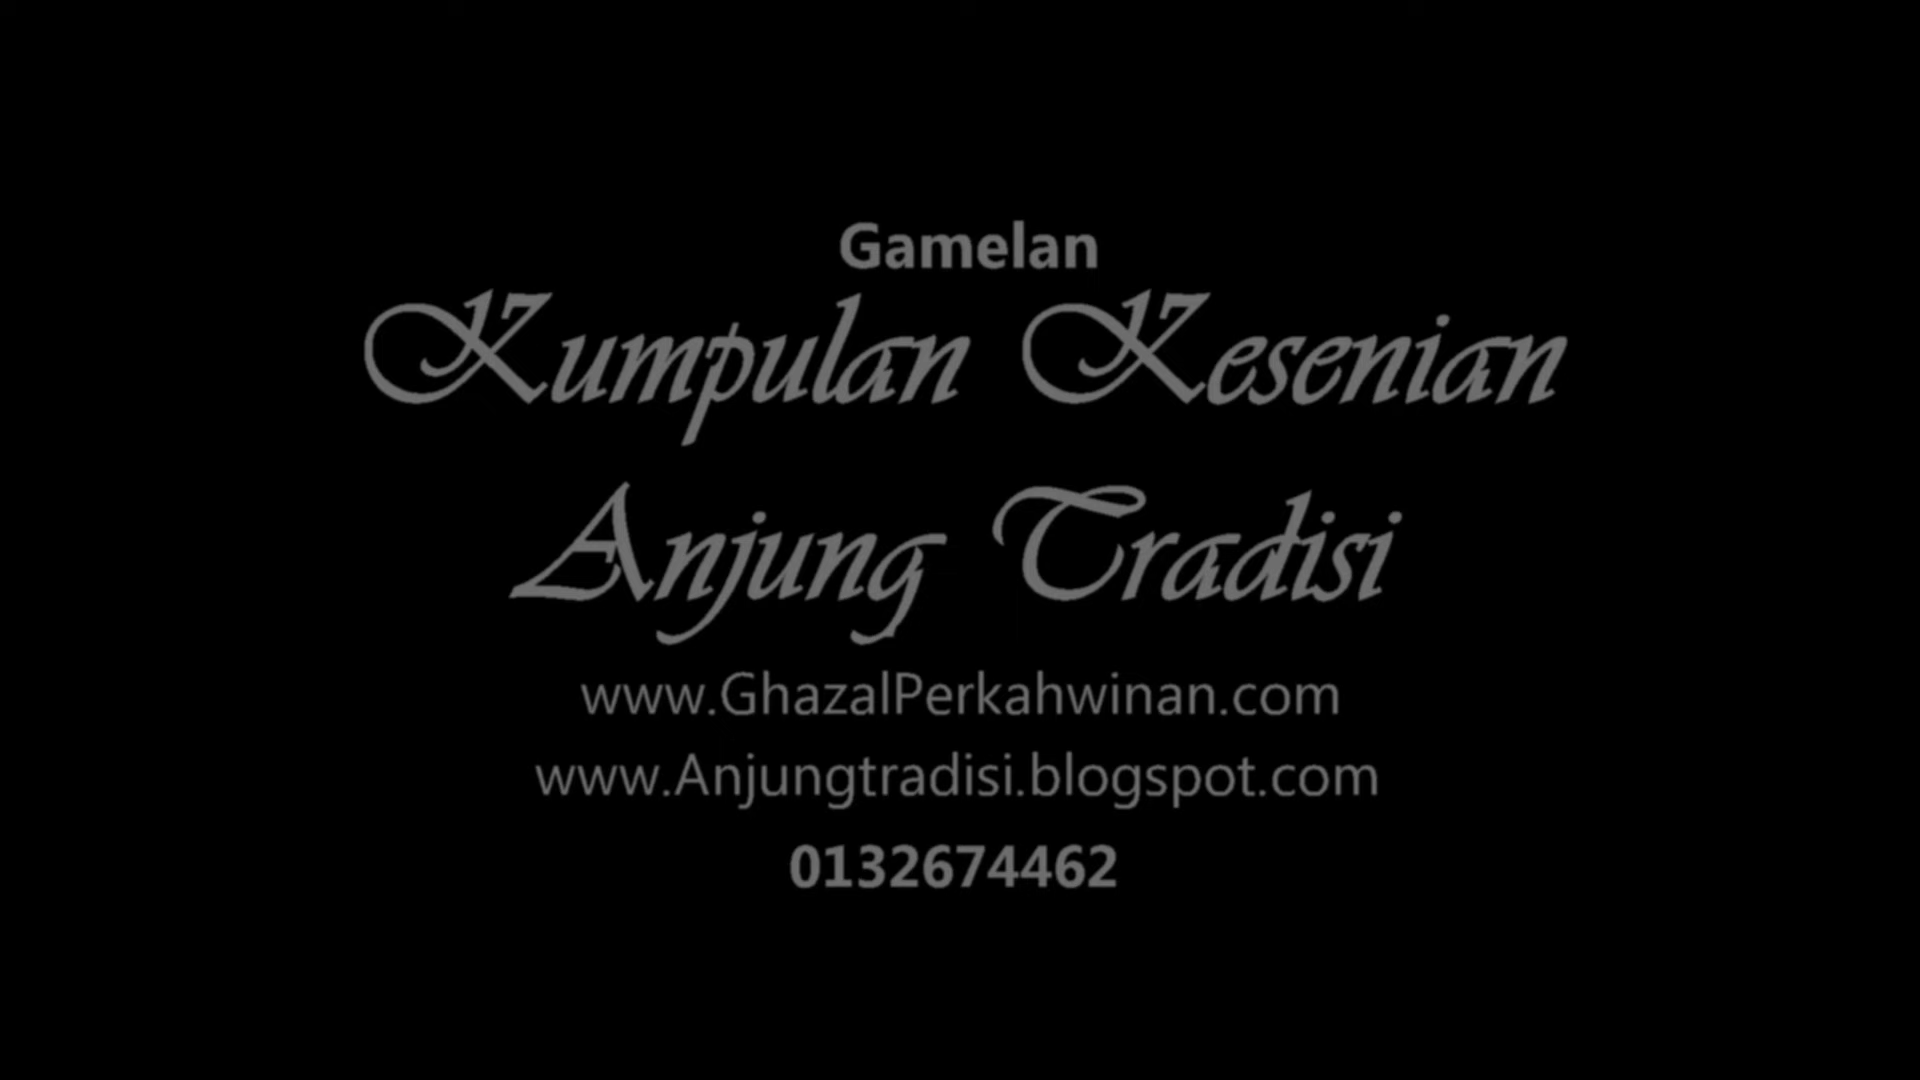 Gamelan
Kumpulan Kesenian
Anjung Tradisi
www.GhazalPerkahwinan.com
www.Anjungtradisi.blogspot.com
0132674462